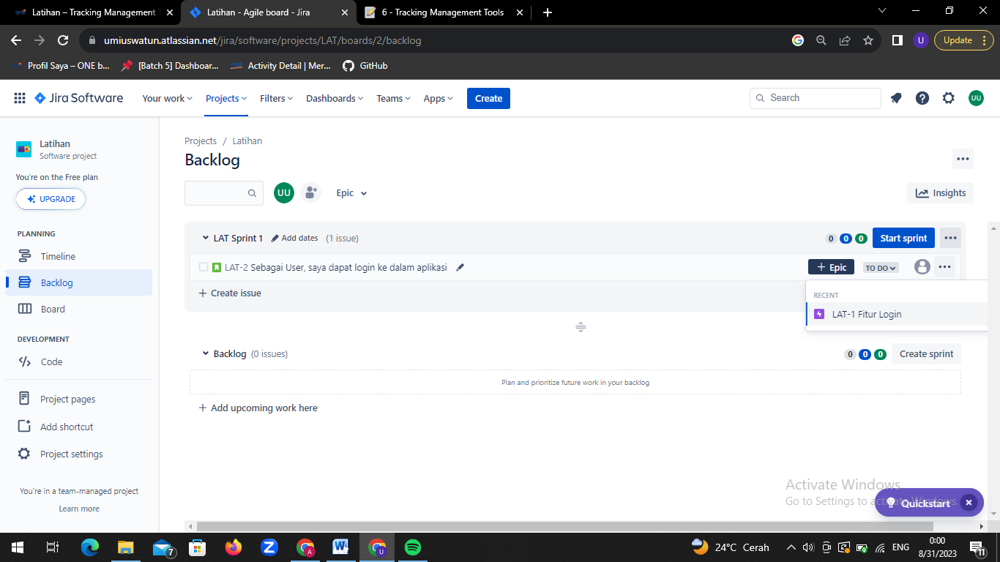 Latihan – Tracking Management T
Latihan - Agile board - Jira
6 - Tracking Management Tools
umiuswatun.atlassian.net/jira/software/projects/LAT/boards/2/backlog
U
Update
Profil Saya – ONE b...
[Batch 5] Dashboar...
Activity Detail | Mer...
GitHub
Jira Software
Your work
Projects
Filters
Dashboards
Teams
Apps
Create
Search
UU
Latihan
Software project
You're on the Free plan
UPGRADE
PLANNING
Timeline
Backlog
Board
DEVELOPMENT
Code
Project pages
Add shortcut
Project settings
You're in a team-managed project
Learn more
Projects / Latihan
Backlog
UU
Epic
Insights
LAT Sprint 1 Add dates (1 issue)
0 0 0 Start sprint
LAT-2 Sebagai User, saya dapat login ke dalam aplikasi
+ Epic
TO DO
+ Create issue
RECENT
LAT-1 Fitur Login
Backlog (0 issues)
0 0 0 Create sprint
Plan and prioritize future work in your backlog
+ Add upcoming work here
Activate Windows
Go to Settings to activate Windows.
Quickstart
7
A
U
24°C Cerah
ENG
0:00
8/31/2023
11